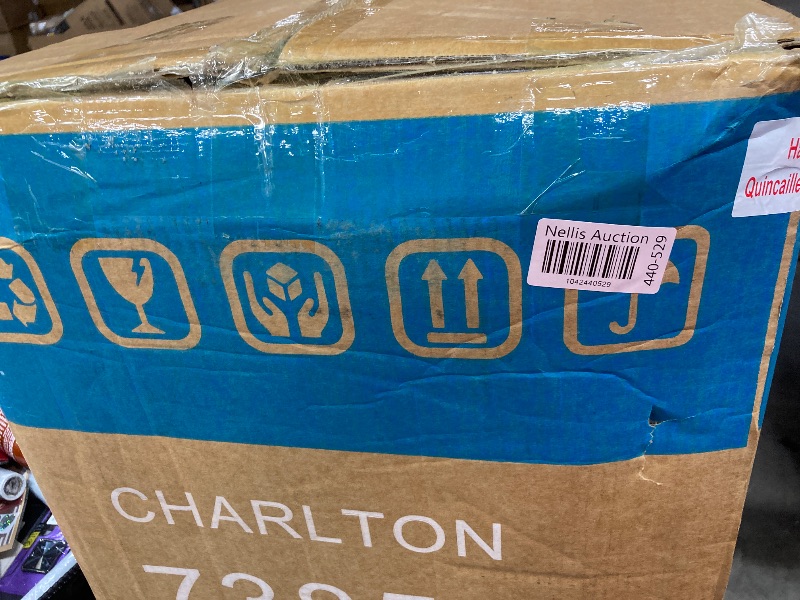 Nellis Auction
1042440529
440-529
Quincaille
CHARLTON